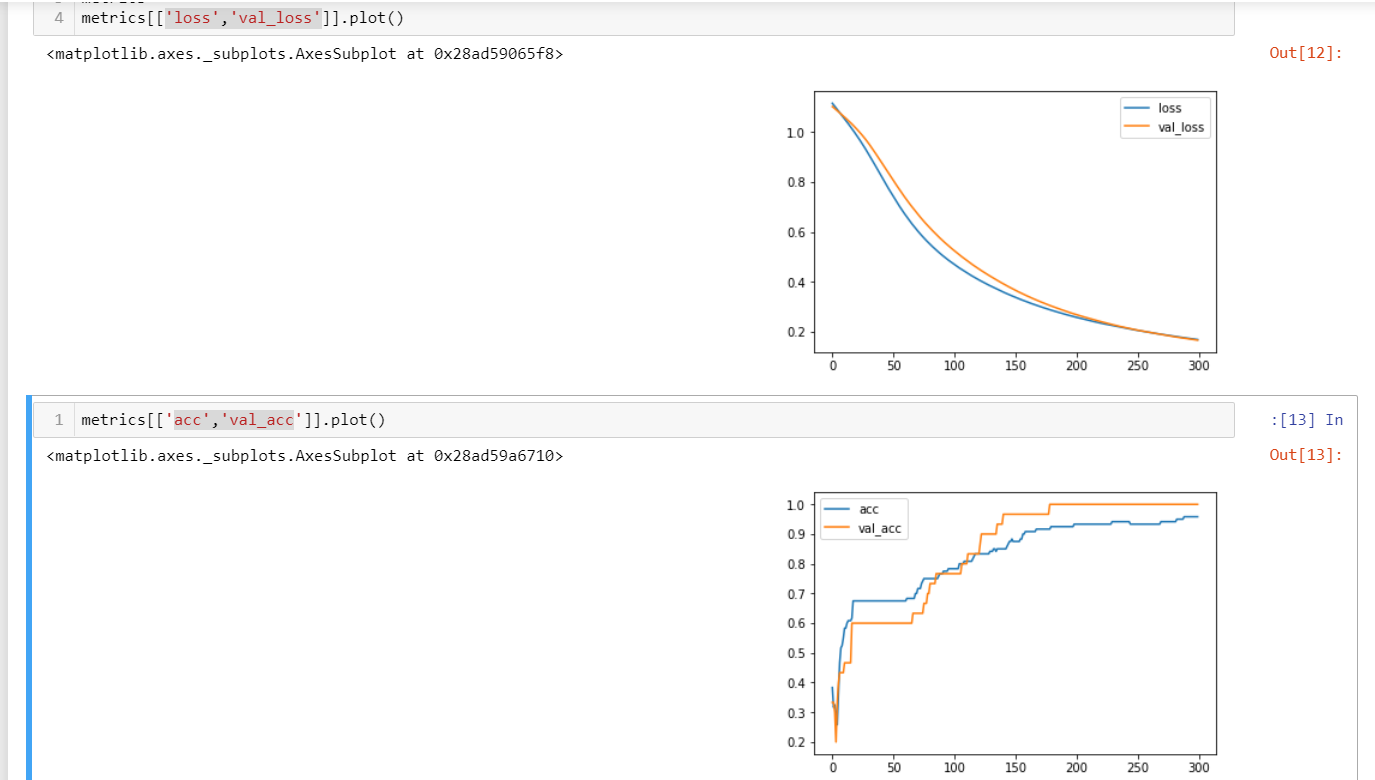 4 metrics[['loss','val_loss']].plot()
<matplotlib.axes._subplots.AxesSubplot at 0x28ad59065f8> Out[12]:
loss
val_loss
1.0
0.8
0.6
0.4
0.2
0 50 100 150 200 250 300
1 metrics[['acc','val_acc']].plot() :[13] In
<matplotlib.axes._subplots.AxesSubplot at 0x28ad59a6710> Out[13]:
acc
val_acc
1.0
0.9
0.8
0.7
0.6
0.5
0.4
0.3
0.2
0 50 100 150 200 250 300